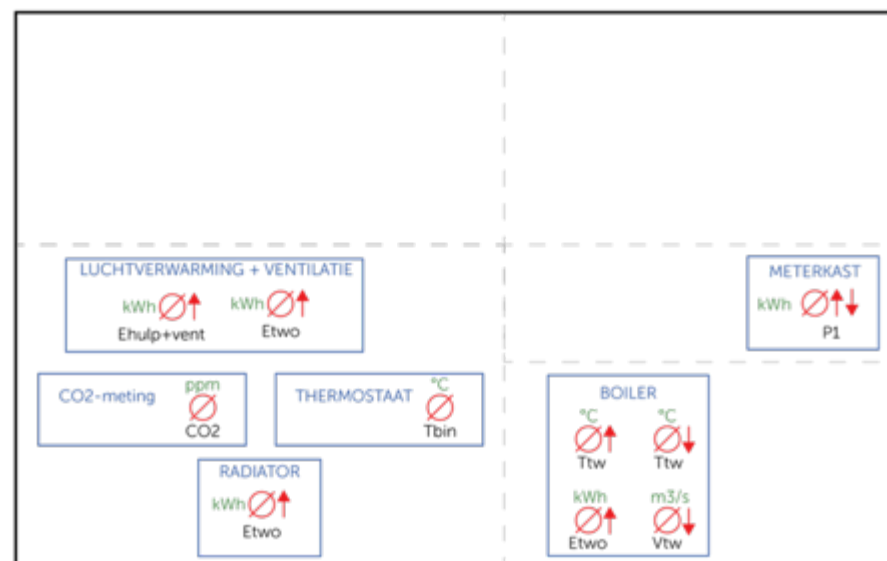 LUCHTVERWARMING + VENTILATIE
kWh kWh
Ehulp+vent Etwo
METERKAST
kWh
P1
CO2-meting ppm
CO2
THERMOSTAAT °C
Tbin
BOILER
°C °C
Ttw Ttw
kWh m3/s
Etwo Vtw
RADIATOR
kWh
Etwo